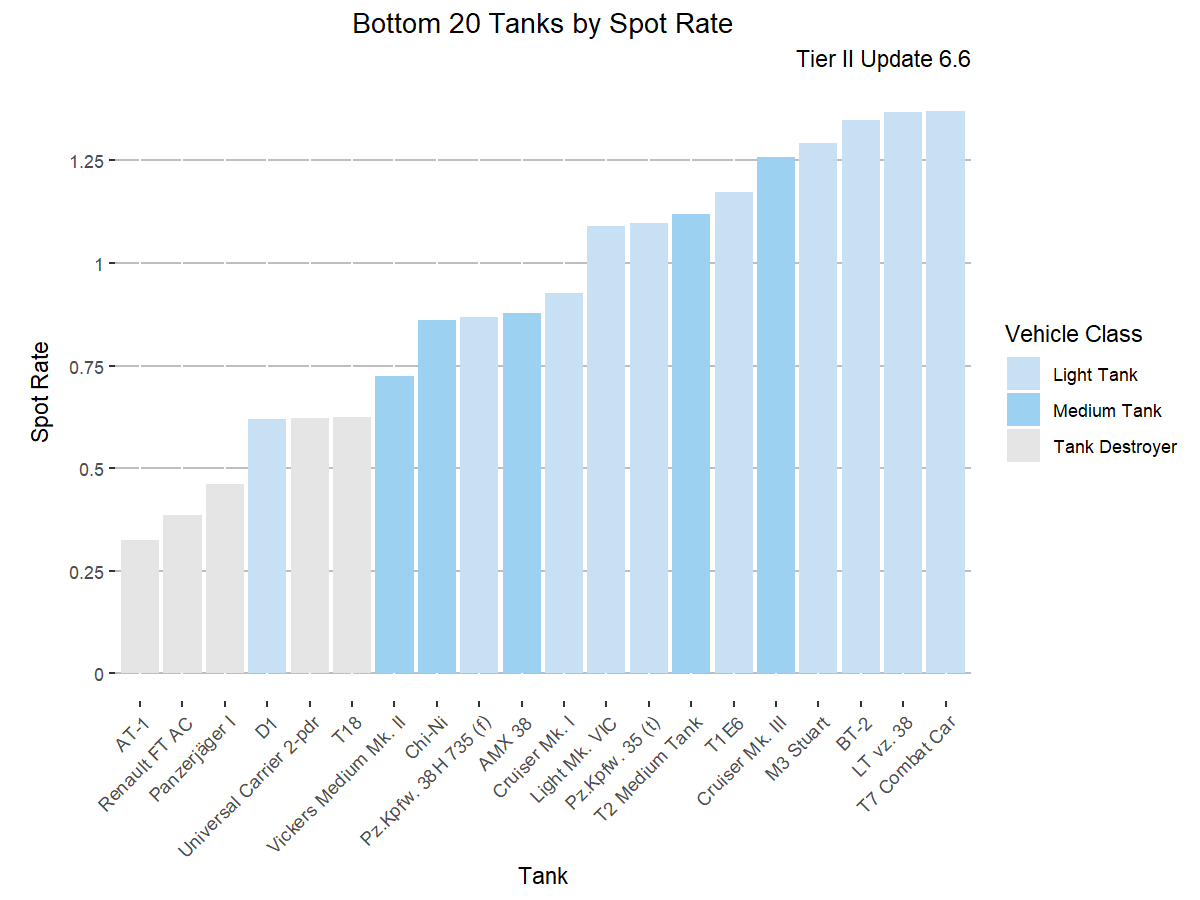 Bottom 20 Tanks by Spot Rate
Tier II Update 6.6
1.25
1
0.75
0.5
0.25
0
Spot Rate
AT-1
Renault FT AC
Panzerjäger I
D1
Universal Carrier 2-pdr
T18
Vickers Medium Mk. II
Chi-Ni
Pz.Kpfw. 38H 735 (f)
AMX 38
Cruiser Mk. I
Light Mk. VIC
Pz.Kpfw. 35 (t)
T2 Medium Tank
T1E6
Cruiser Mk. III
M3 Stuart
BT-2
LT vz. 38
T7 Combat Car
Tank
Vehicle Class
Light Tank
Medium Tank
Tank Destroyer